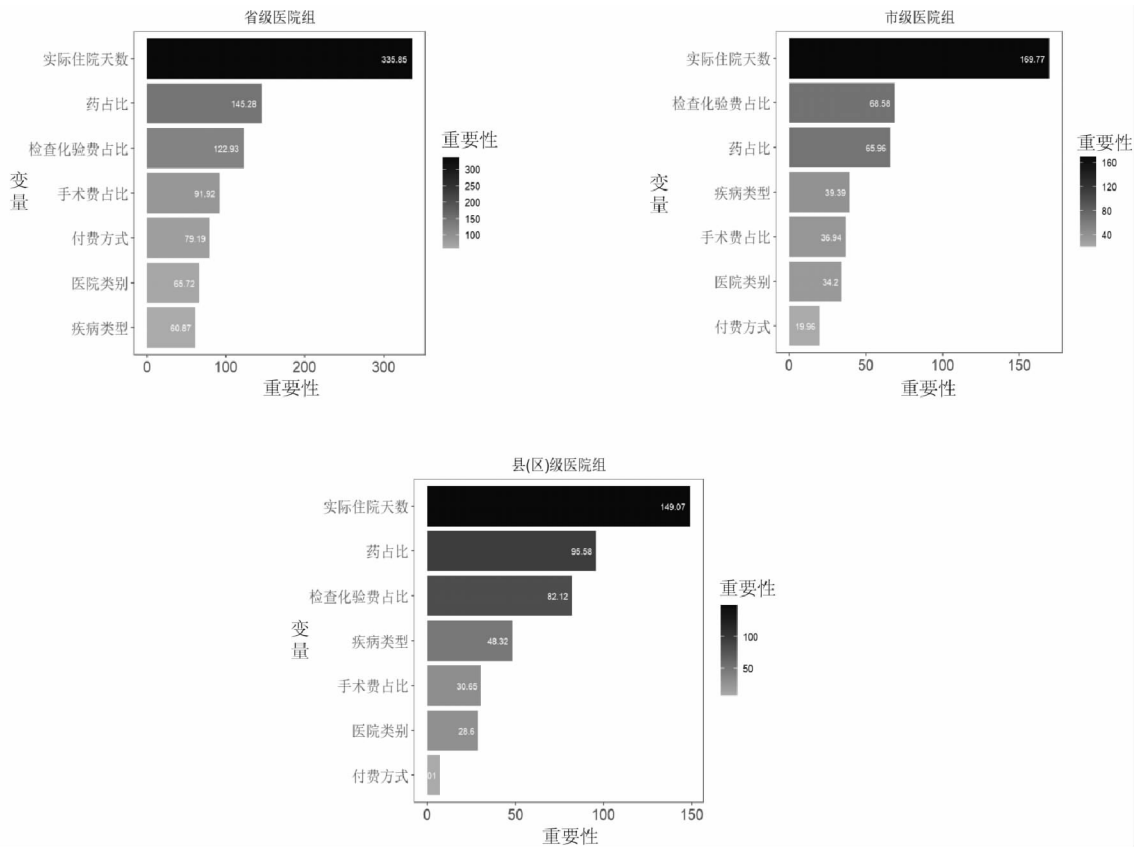 省级医院组
实际住院天数
335.85
药占比
145.28
检查化验费占比
122.93
手术费占比
91.92
付费方式
79.19
医院类别
65.72
疾病类型
60.87
变量
0
100
200
300
重要性
重要性
300
250
200
150
100
市级医院组
实际住院天数
169.77
检查化验费占比
68.58
药占比
65.96
疾病类型
39.39
手术费占比
36.94
医院类别
34.2
付费方式
19.96
变量
0
50
100
150
重要性
重要性
160
120
80
40
县(区)级医院组
实际住院天数
149.07
药占比
95.58
检查化验费占比
82.12
疾病类型
48.32
手术费占比
30.65
医院类别
28.6
付费方式
01
变量
0
50
100
150
重要性
重要性
100
50